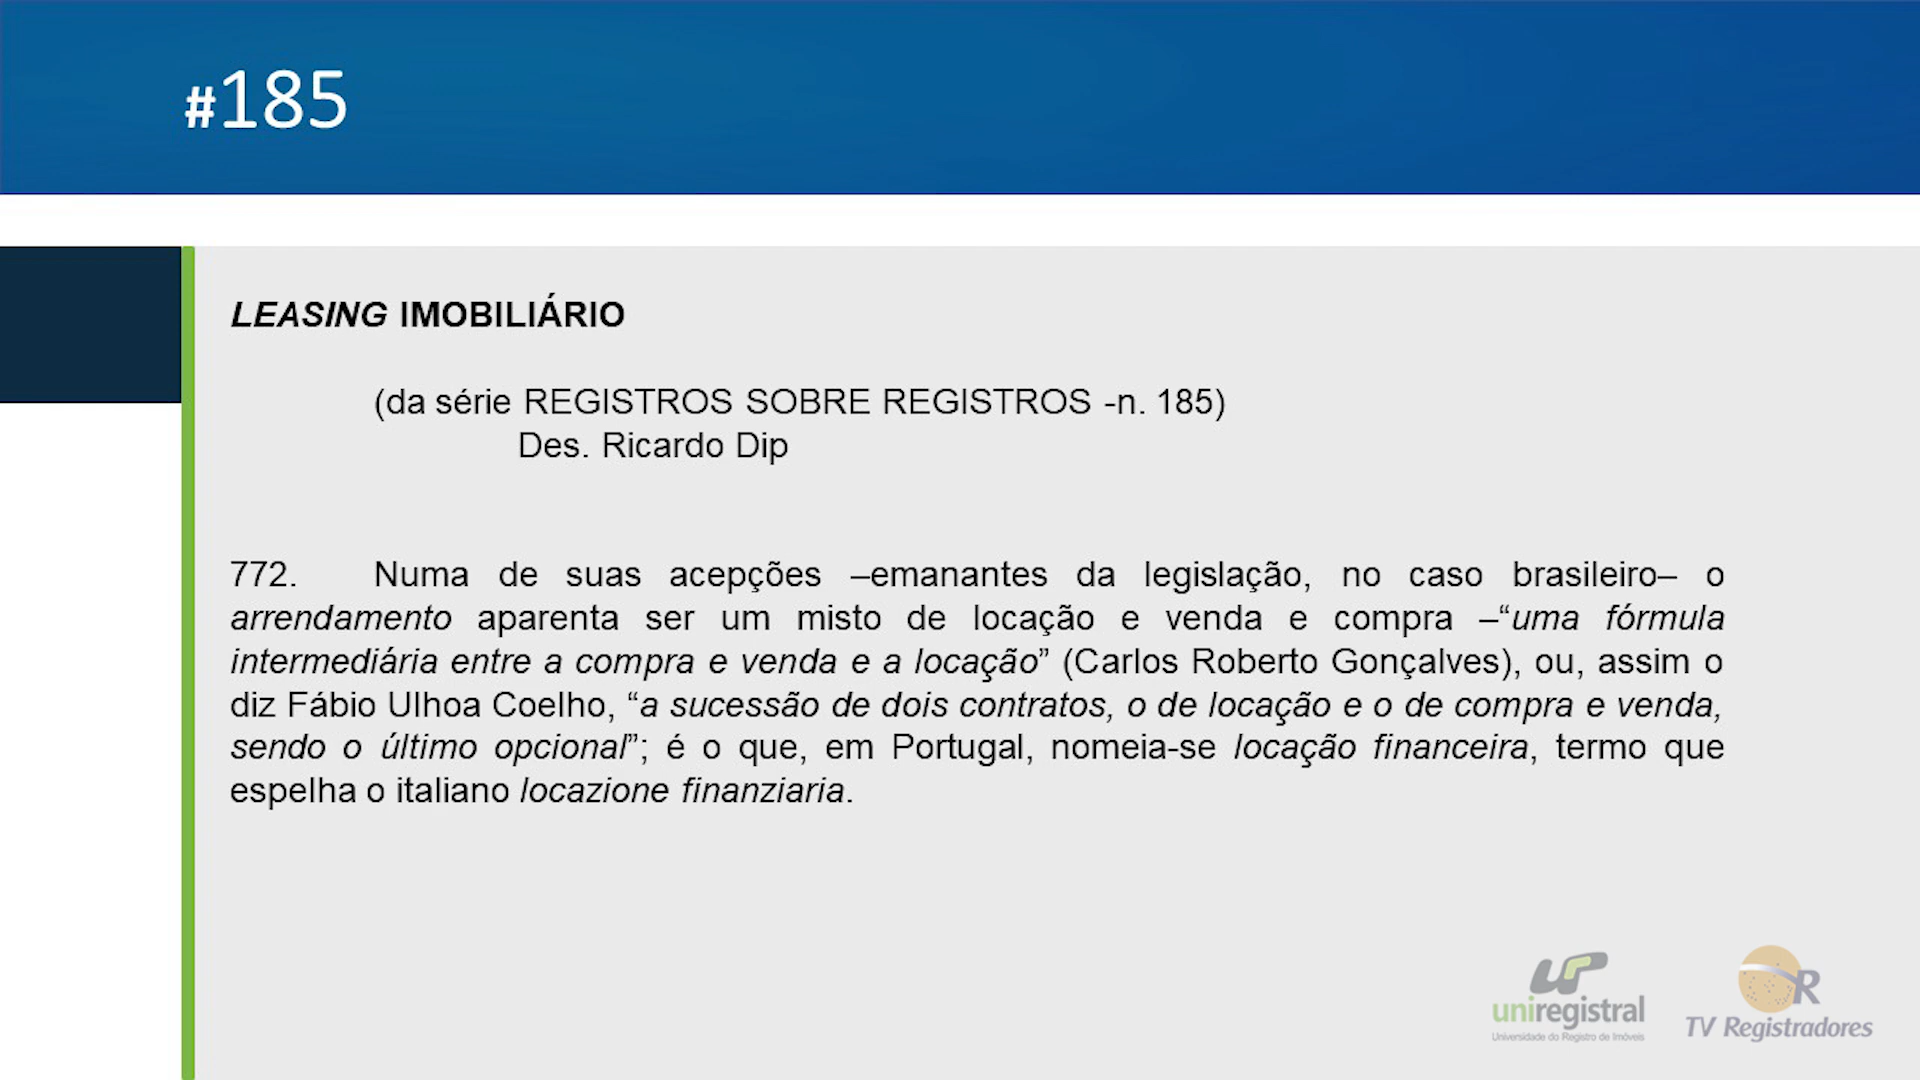 #185
LEASING IMOBILIÁRIO
(da série REGISTROS SOBRE REGISTROS -n. 185)
Des. Ricardo Dip
772. Numa de suas acepções –emanantes da legislação, no caso brasileiro– o
arrendamento aparenta ser um misto de locação e venda e compra –“uma fórmula
intermediária entre a compra e venda e a locação” (Carlos Roberto Gonçalves), ou, assim o
diz Fábio Ulhoa Coelho, “a sucessão de dois contratos, o de locação e o de compra e venda,
sendo o último opcional”; é o que, em Portugal, nomeia-se locação financeira, termo que
espelha o italiano locazione finanziaria.
uniregistral
Universidade do Registro de Imóveis
R
TV Registradores